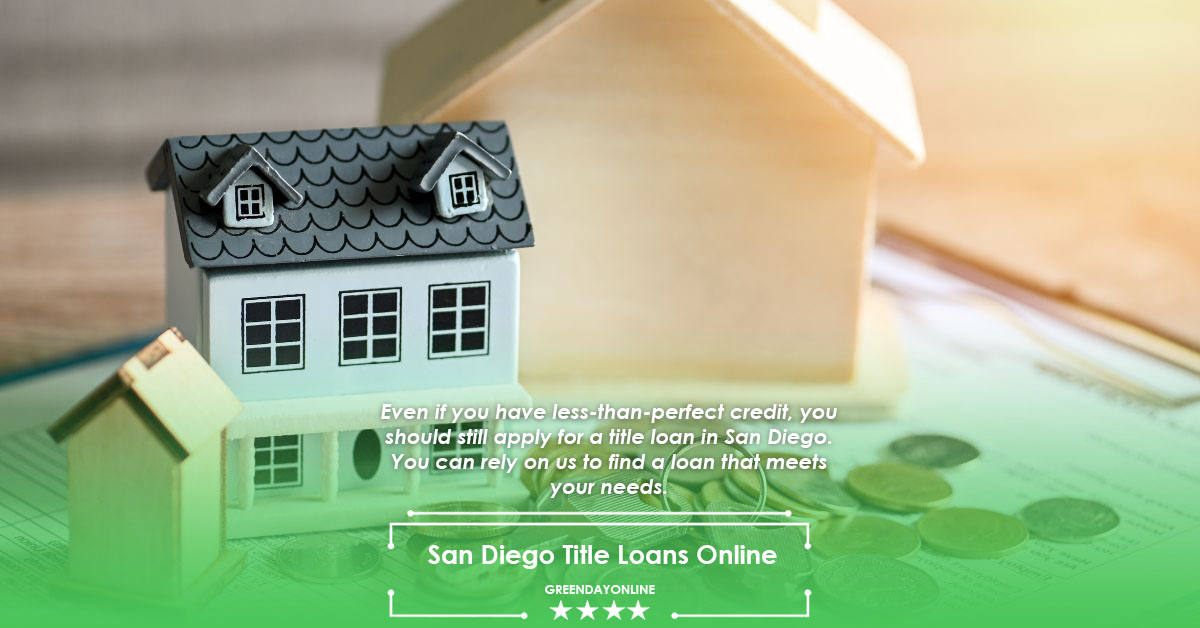 Even if you have less-than-perfect credit, you
should still apply for a title loan in San Diego.
You can rely on us to find a loan that meets
your needs.
San Diego Title Loans Online
GREENDAYONLINE